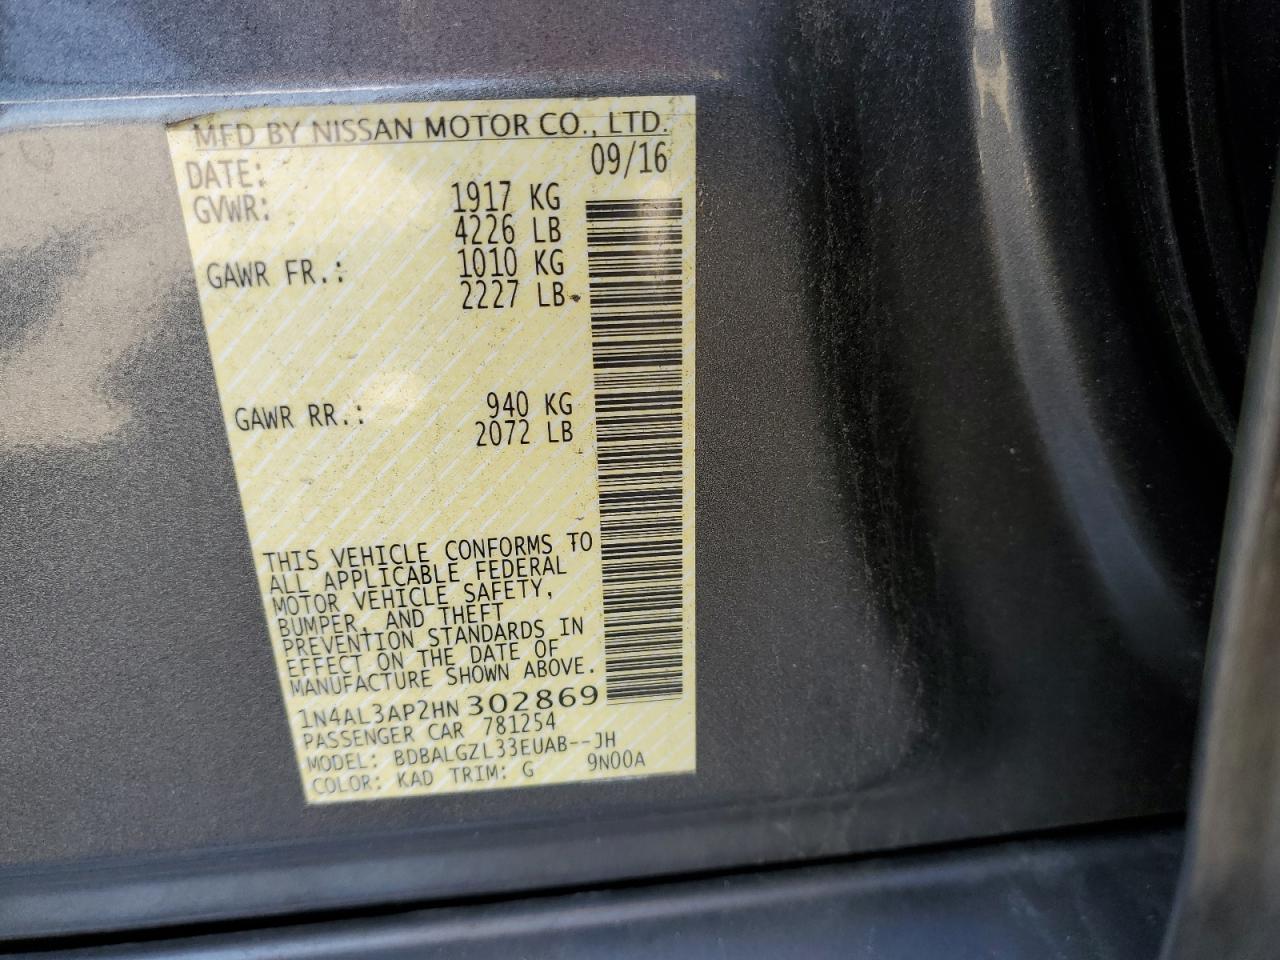 MFD BY NISSAN MOTOR CO., LTD.
DATE: 09/16
GVWR: 1917 KG
4226 LB
GAWR FR.: 1010 KG
2227 LB
GAWR RR.: 940 KG
2072 LB
THIS VEHICLE CONFORMS TO
ALL APPLICABLE FEDERAL
MOTOR VEHICLE SAFETY,
BUMPER, AND THEFT
PREVENTION STANDARDS IN
EFFECT ON THE DATE OF
MANUFACTURE SHOWN ABOVE.
1N4AL3AP2HN 302869
PASSENGER CAR 781254
MODEL: BDBALGZL33EUAB--JH
COLOR: KAD TRIM: G 9N00A